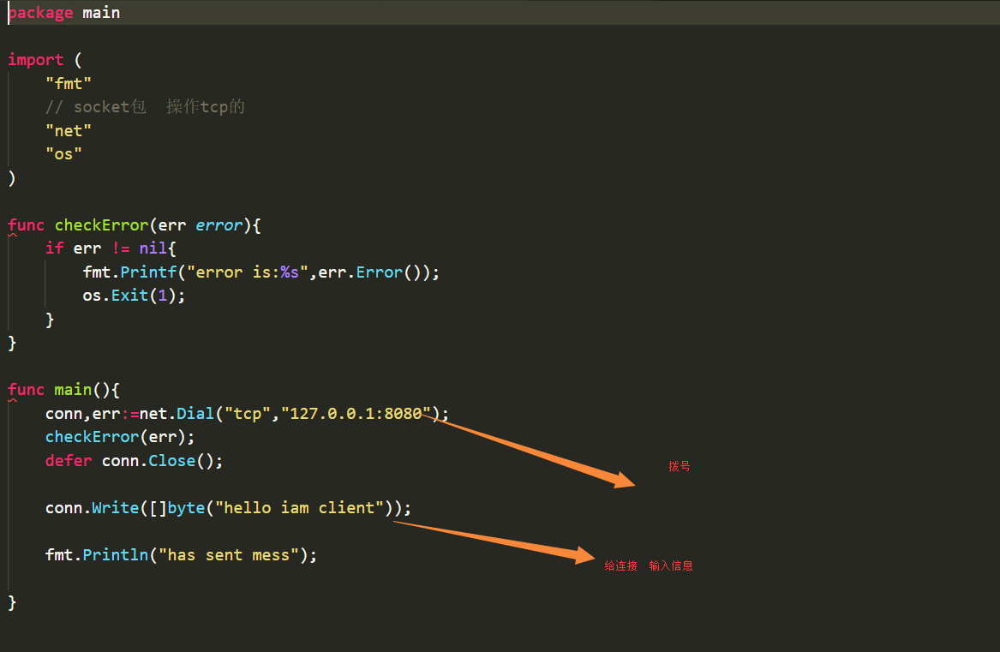 package main
import (
"fmt"
// socket包  操作tcp的
"net"
"os"
)
func checkError(err error){
if err != nil{
fmt.Printf("error is:%s",err.Error());
os.Exit(1);
}
}
func main(){
conn,err:=net.Dial("tcp","127.0.0.1:8080");
checkError(err);
defer conn.Close();
拨号
conn.Write([]byte("hello iam client"));
fmt.Println("has sent mess");
给连接  输入信息
}